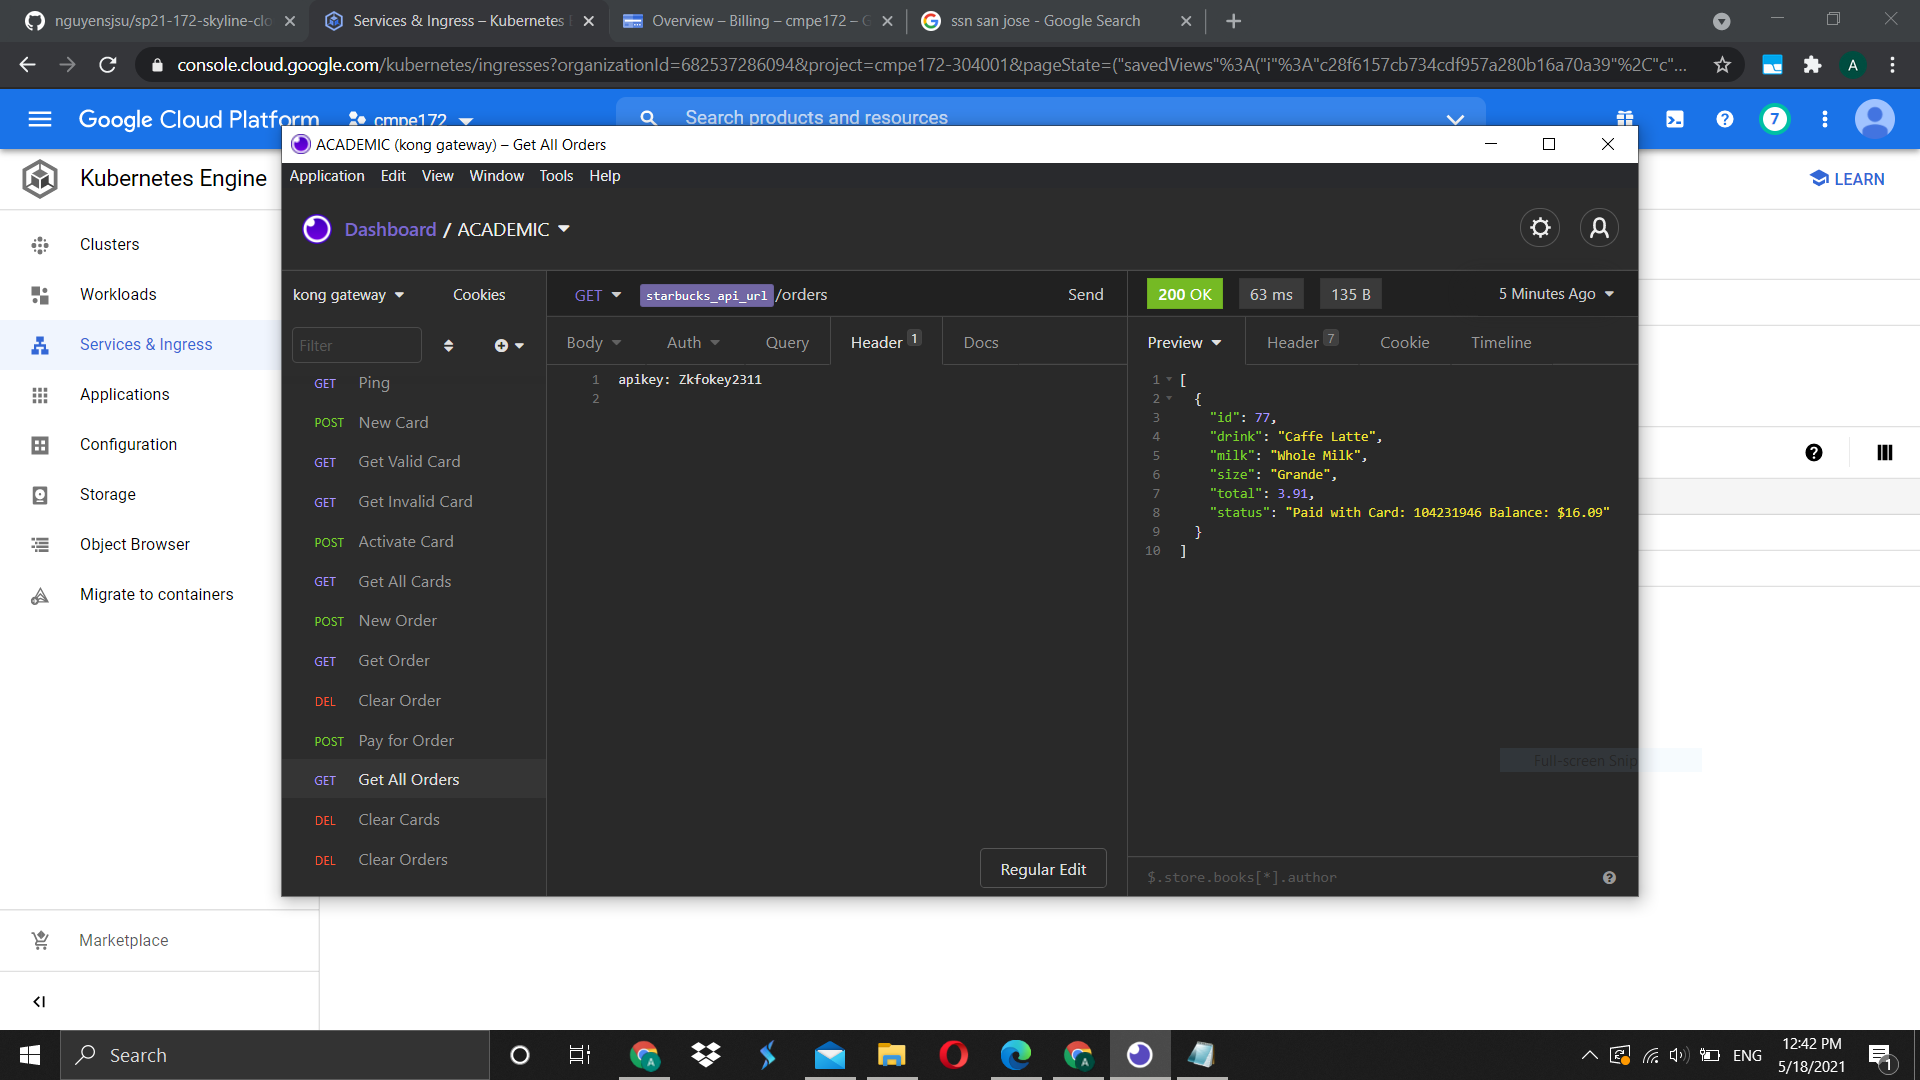 nguyensjsu/sp21-172-skyline-clo
Services & Ingress – Kubernetes
Overview – Billing – cmpe172 – G
ssn san jose - Google Search
console.cloud.google.com/kubernetes/ingresses?organizationId=682537286094&project=cmpe172-304001&pageState=("savedViews"%3A("i"%3A"c28f6157cb734cdf957a280b16a70a39"%2C"c"...
A
Google Cloud Platform
cmpe172
Search products and resources
7
Kubernetes Engine
LEARN
Clusters
Workloads
Services & Ingress
Applications
Configuration
Storage
Object Browser
Migrate to containers
Marketplace
ACADEMIC (kong gateway) – Get All Orders
Application Edit View Window Tools Help
Dashboard / ACADEMIC
kong gateway
Cookies
Filter
GET Ping
POST New Card
GET Get Valid Card
GET Get Invalid Card
POST Activate Card
GET Get All Cards
POST New Order
GET Get Order
DEL Clear Order
POST Pay for Order
GET Get All Orders
DEL Clear Cards
DEL Clear Orders
GET starbucks_api_url /orders Send
Body Auth Query Header 1 Docs
1 apikey: Zkfokey2311
2
Regular Edit
200 OK 63 ms 135 B 5 Minutes Ago
Preview Header 7 Cookie Timeline
1 [
2 {
3 "id": 77,
4 "drink": "Caffe Latte",
5 "milk": "Whole Milk",
6 "size": "Grande",
7 "total": 3.91,
8 "status": "Paid with Card: 104231946 Balance: $16.09"
9 }
10 ]
Full-screen Snip
$.store.books[*].author
Search
ENG
12:42 PM
5/18/2021
1